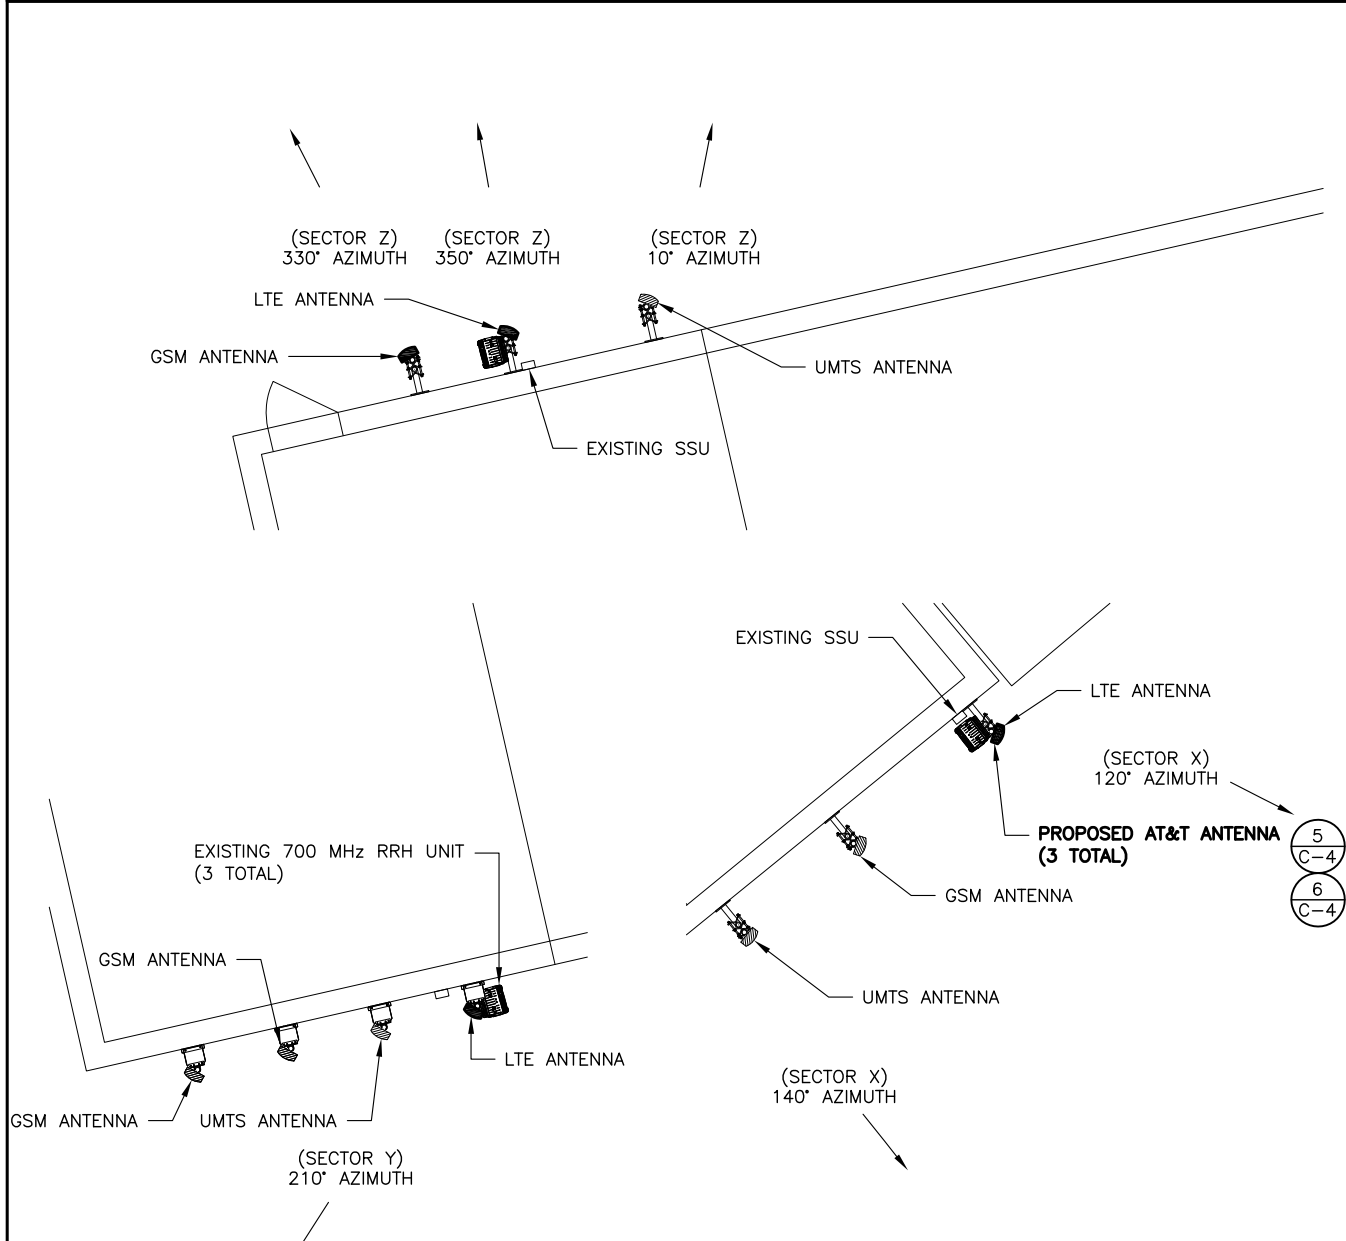 (SECTOR Z)
330° AZIMUTH
(SECTOR Z)
350° AZIMUTH
(SECTOR Z)
10° AZIMUTH
LTE ANTENNA
GSM ANTENNA
UMTS ANTENNA
EXISTING SSU
EXISTING SSU
LTE ANTENNA
(SECTOR X)
120° AZIMUTH
PROPOSED AT&T ANTENNA
(3 TOTAL)
5
C-4
6
C-4
EXISTING 700 MHz RRH UNIT
(3 TOTAL)
GSM ANTENNA
GSM ANTENNA
UMTS ANTENNA
LTE ANTENNA
GSM ANTENNA
UMTS ANTENNA
(SECTOR X)
140° AZIMUTH
(SECTOR Y)
210° AZIMUTH